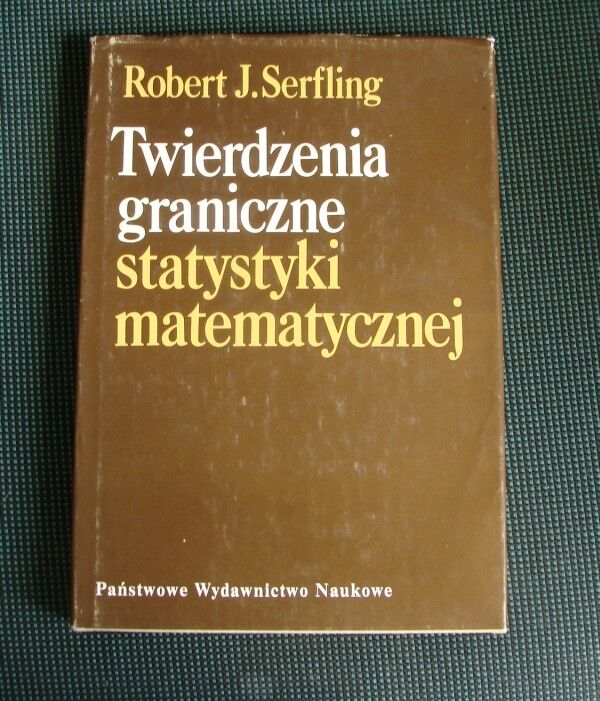 Robert J. Serfling
Twierdzenia
graniczne
statystyki
matematycznej
Państwowe Wydawnictwo Naukowe